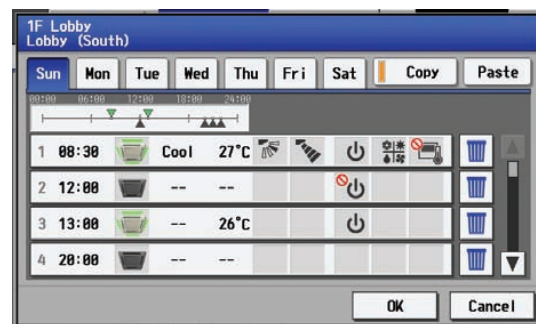 1F Lobby
Lobby (South)
Sun Mon Tue Wed Thu Fri Sat Copy Paste
00:00 06:00 12:00 18:00 24:00
1 08:30 Cool 27°C
2 12:00 -- --
3 13:00 -- 26°C
4 20:00 -- --
OK Cancel